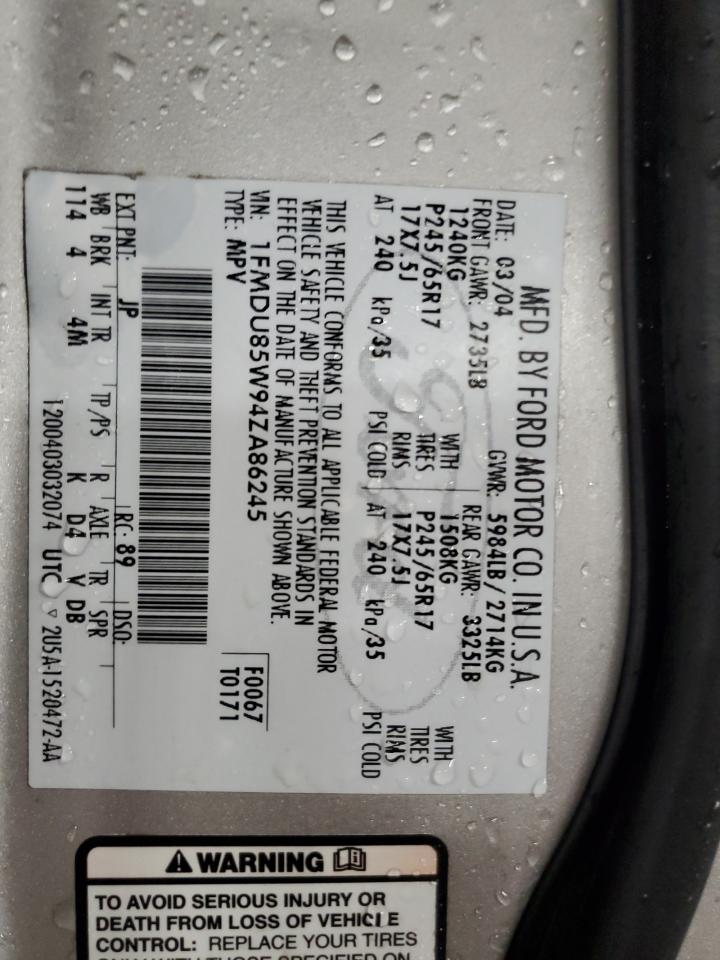 MFD. BY FORD MOTOR CO. IN U.S.A.
DATE: 03/04 GVWR: 5984LB / 2714KG
FRONT GAWR: 2735LB REAR GAWR: 3325LB
1240KG WITH 1508KG WITH
P245/65R17 TIRES P245/65R17 TIRES
17X7.5J RIMS 17X7.5J RIMS
AT 240 kPa/35 PSI COLD AT 240 kPa/35 PSI COLD
THIS VEHICLE CONFORMS TO ALL APPLICABLE FEDERAL MOTOR
VEHICLE SAFETY AND THEFT PREVENTION STANDARDS IN
EFFECT ON THE DATE OF MANUFACTURE SHOWN ABOVE.
VIN: 1FMDU85W94ZA86245 F0067
TYPE: MPV T0171
EXT PNT: JP RC: 89 DSO:
WB BRK INT TR TP/PS R AXLE TR SPR
114 4 4M K D4 V DB
1200403032074 UTC ▽ 2U5A-1520472-AA
⚠ WARNING
TO AVOID SERIOUS INJURY OR
DEATH FROM LOSS OF VEHICLE
CONTROL: REPLACE YOUR TIRES
ONLY WITH THOSE SPECIFIED ON